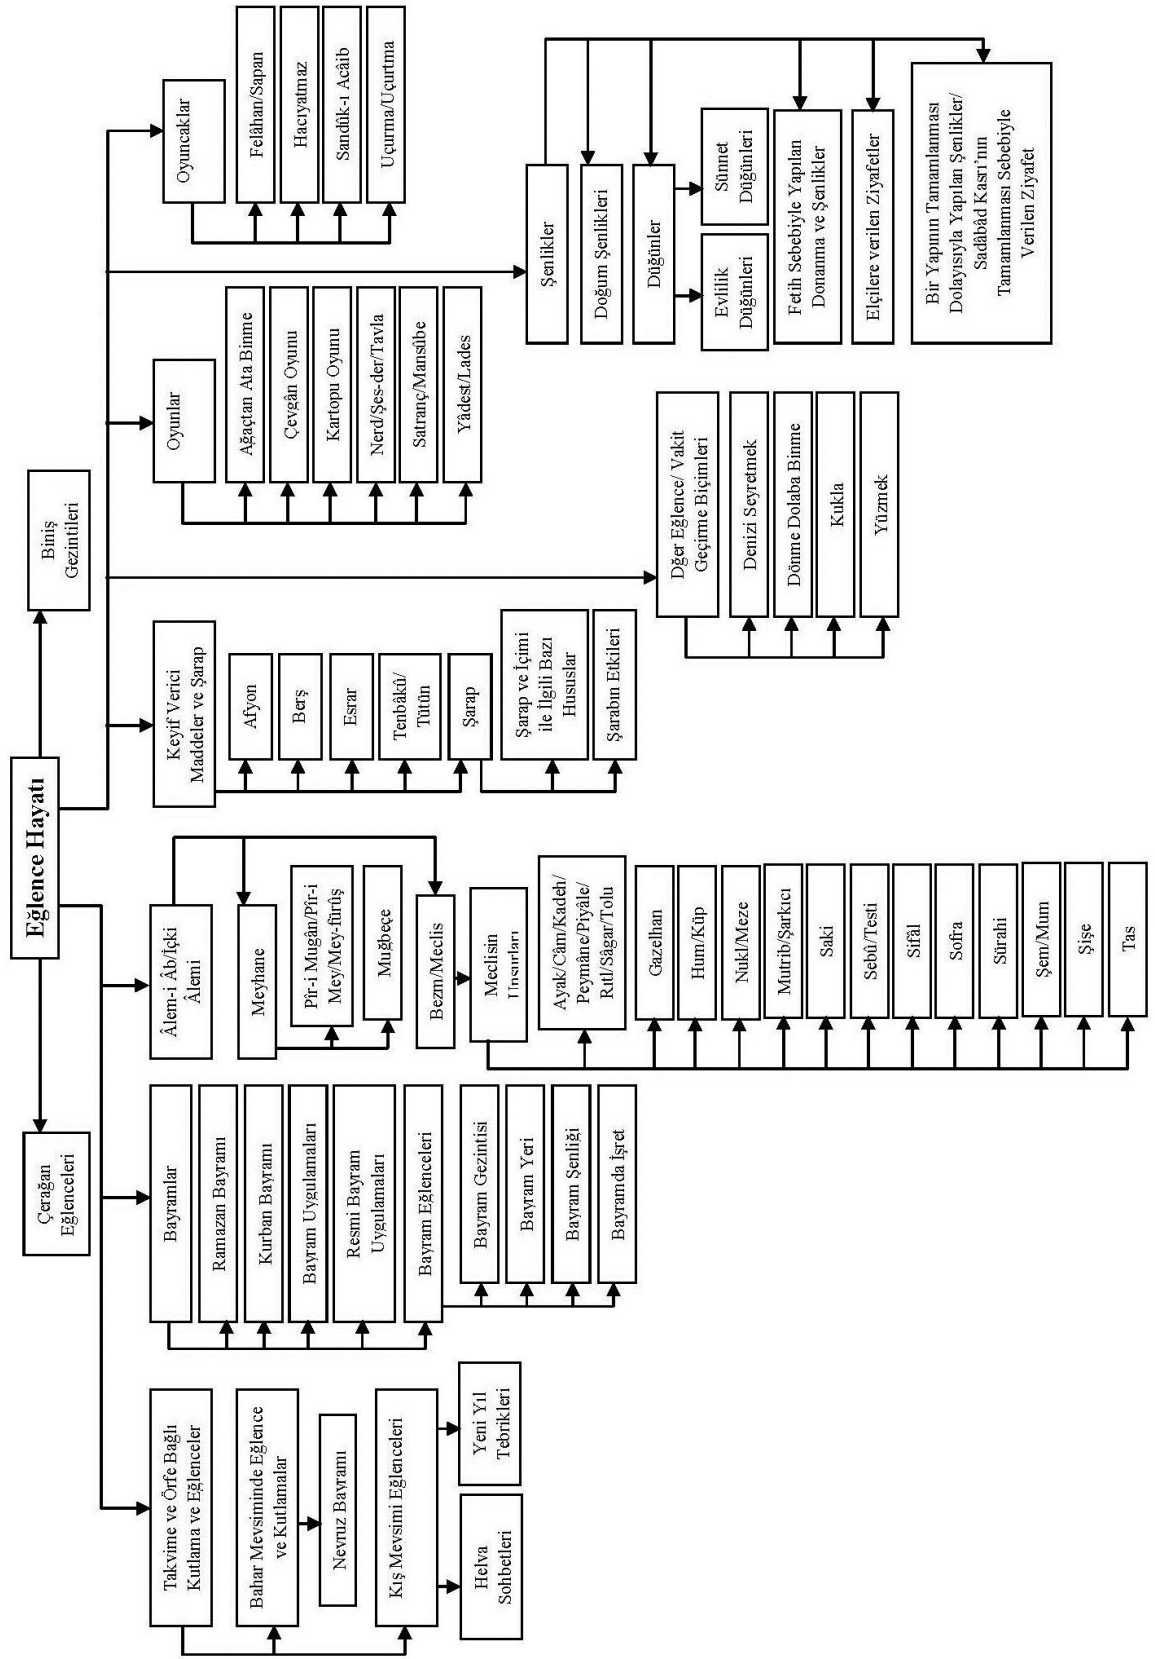 Eğlence Hayatı
Çerağan
Eğlenceleri
Biniş
Gezintileri
Takvime ve Örfe Bağlı
Kutlama ve Eğlenceler
Bahar Mevsiminde Eğlence
ve Kutlamalar
Nevruz Bayramı
Kış Mevsimi Eğlenceleri
Helva
Sohbetleri
Yeni Yıl
Tebrikleri
Bayramlar
Ramazan Bayramı
Kurban Bayramı
Bayram Uygulamaları
Resmi Bayram
Uygulamaları
Bayram Eğlenceleri
Bayram Gezintisi
Bayram Yeri
Bayram Şenliği
Bayramda İşret
Âlem-i Âb/İçki
Âlemi
Meyhane
Pîr-i Mugân/Pîr-i
Mey/Mey-fürûş
Muğbeçe
Bezm/Meclis
Meclisin
Unsurları
Ayak/Câm/Kadeh/
Peymâne/Piyâle/
Rıtl/Sâgar/Tolu
Gazelhan
Hum/Küp
Nukl/Meze
Mutrib/Şarkıcı
Saki
Sebû/Testi
Sifâl
Sofra
Sürahi
Şem/Mum
Şişe
Tas
Keyif Verici
Maddeler ve Şarap
Afyon
Berş
Esrar
Tenbâkû/
Tütün
Şarap
Şarap ve İçimi
ile İlgili Bazı
Hususlar
Şarabın Etkileri
Dğer Eğlence/ Vakit
Geçirme Biçimleri
Denizi Seyretmek
Dönme Dolaba Binme
Kukla
Yüzmek
Oyunlar
Ağaçtan Ata Binme
Çevgân Oyunu
Kartopu Oyunu
Nerd/Şes-der/Tavla
Satranç/Mansûbe
Yâdest/Lades
Şenlikler
Doğum Şenlikleri
Düğünler
Evlilik
Düğünleri
Sünnet
Düğünleri
Fetih Sebebiyle Yapılan
Donanma ve Şenlikler
Elçilere verilen Ziyafetler
Bir Yapının Tamamlanması
Dolayısıyla Yapılan Şenlikler/
Sadâbâd Kasrı’nın
Tamamlanması Sebebiyle
Verilen Ziyafet
Oyuncaklar
Felâhan/Sapan
Hacıyatmaz
Sandûk-ı Acâib
Uçurma/Uçurtma